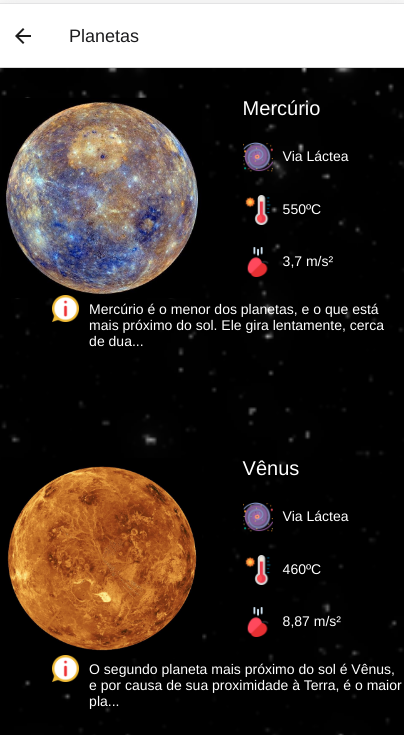 Planetas
Mercúrio
Via Láctea
550ºC
3,7 m/s²
Mercúrio é o menor dos planetas, e o que está
mais próximo do sol. Ele gira lentamente, cerca
de dua...
Vênus
Via Láctea
460ºC
8,87 m/s²
O segundo planeta mais próximo do sol é Vênus,
e por causa de sua proximidade à Terra, é o maior
pla...